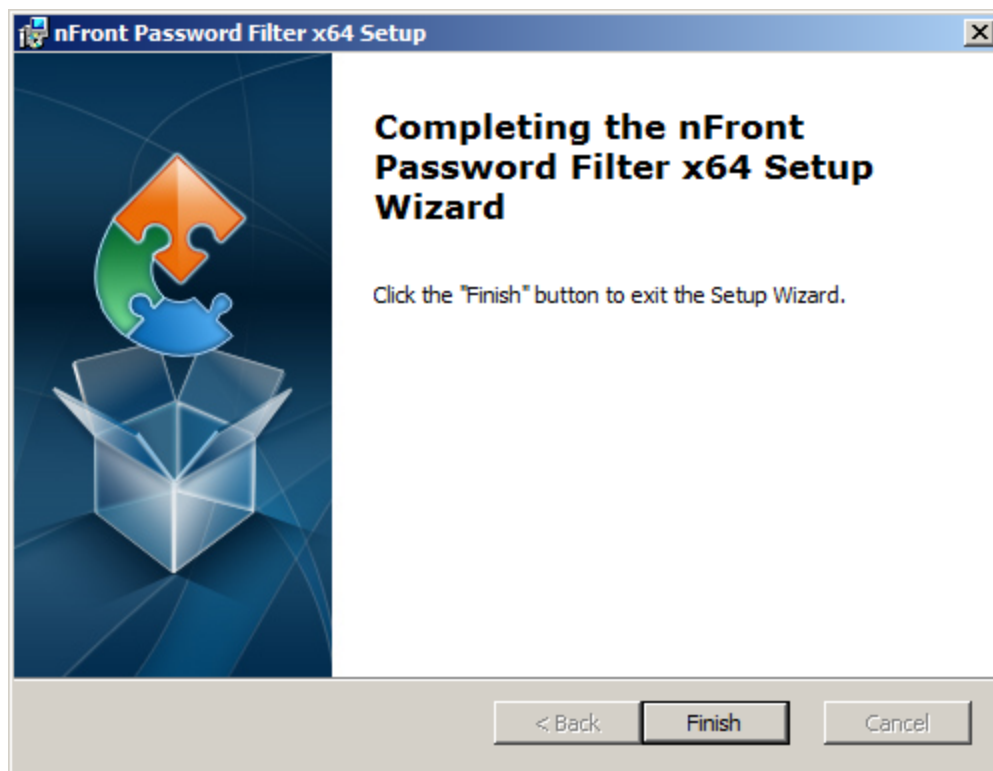 nFront Password Filter x64 Setup
Completing the nFront
Password Filter x64 Setup
Wizard
Click the "Finish" button to exit the Setup Wizard.
< Back
Finish
Cancel